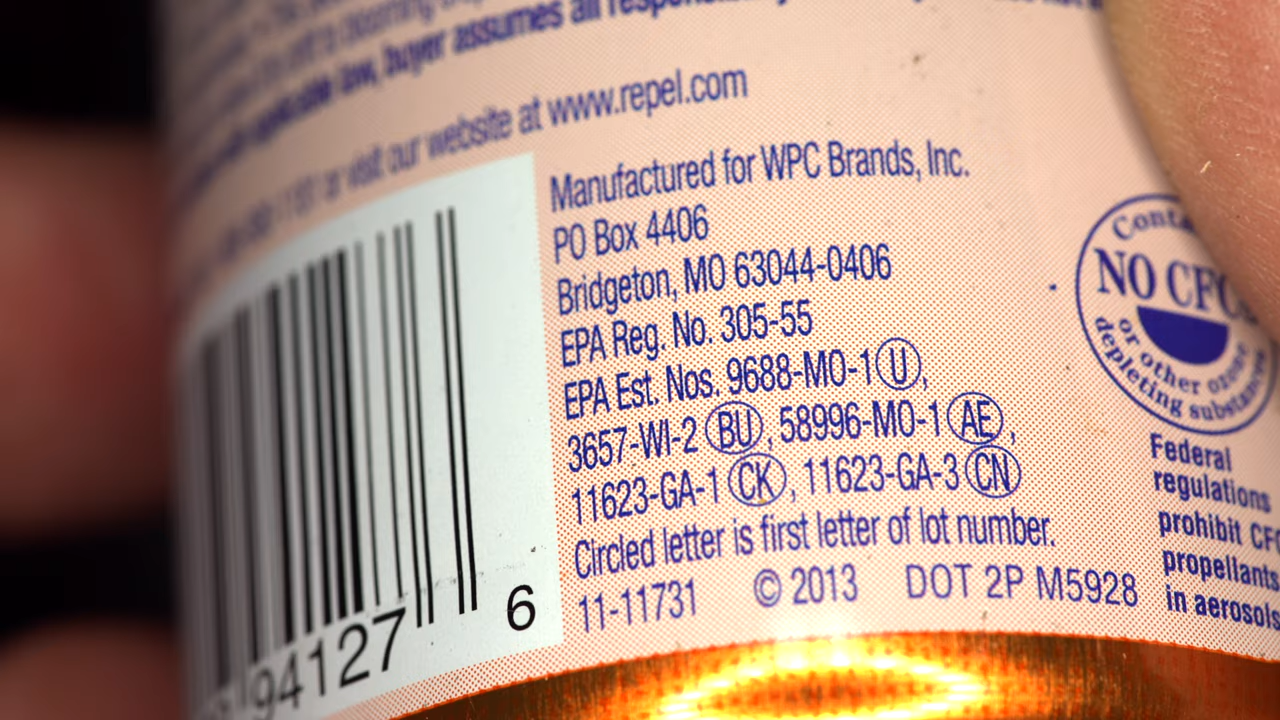 law, buyer assumes all
or visit our website at www.repel.com
Manufactured for WPC Brands, Inc.
PO Box 4406
Bridgeton, MO 63044-0406
EPA Reg. No. 305-55
EPA Est. Nos. 9688-MO-1 U,
3657-WI-2 BU, 58996-MO-1 AE,
11623-GA-1 CK, 11623-GA-3 CN
Circled letter is first letter of lot number.
11-11731 © 2013 DOT 2P M5928
94127 6
NO CFC
or other ozone
depleting substances
Federal
regulations
prohibit CFC
propellants
in aerosols